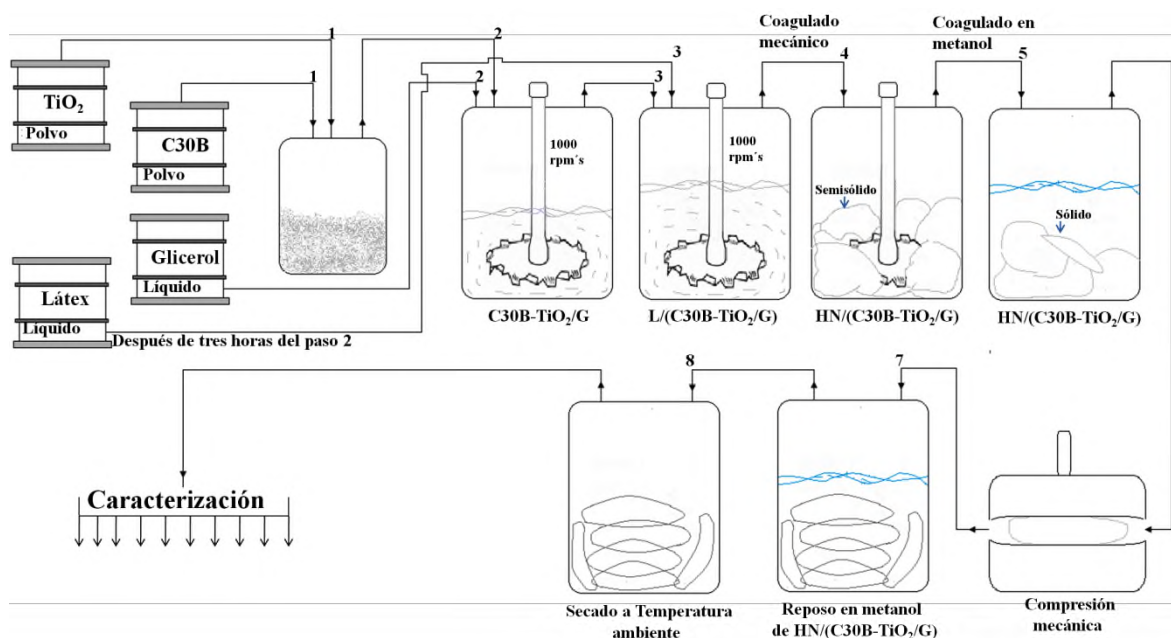 TiO₂
Polvo
C30B
Polvo
Glicerol
Líquido
Látex
Líquido
Después de tres horas del paso 2
1
1
2
2
3
3
Coagulado
mecánico
4
Coagulado en
metanol
5
1000
rpm´s
1000
rpm´s
Semisólido
Sólido
C30B-TiO₂/G
L/(C30B-TiO₂/G)
HN/(C30B-TiO₂/G)
HN/(C30B-TiO₂/G)
8
7
Caracterización
Secado a Temperatura
ambiente
Reposo en metanol
de HN/(C30B-TiO₂/G)
Compresión
mecánica